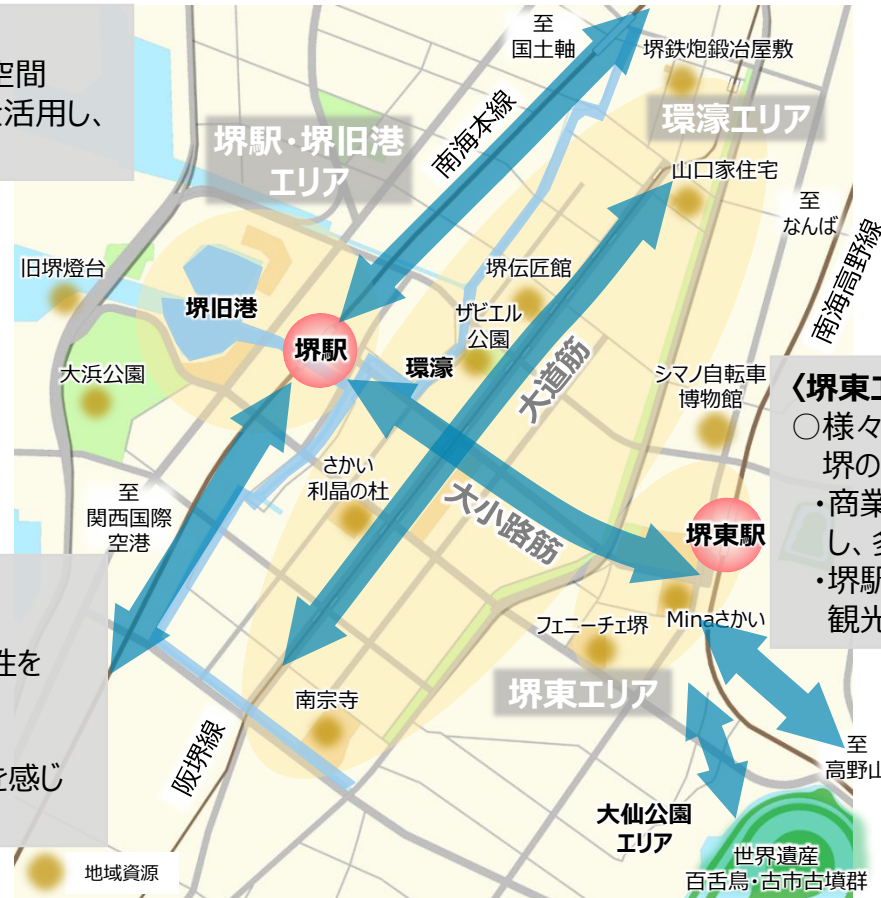 空間
活用し、
至
国土軸
堺鉄炮鍛冶屋敷
環濠エリア
堺駅・堺旧港
エリア
南海本線
山口家住宅
至
なんば
南海高野線
旧堺燈台
堺旧港
堺伝匠館
ザビエル
公園
堺駅
環濠
大道筋
大浜公園
シマノ自転車
博物館
〈堺東エ
○様々
堺の
・商業
し、多
・堺駅
観光
さかい
利晶の杜
至
関西国際
空港
大小路筋
堺東駅
フェニーチェ堺
Minaさかい
性を
を感じ
堺東エリア
南宗寺
阪堺線
至
高野山
大仙公園
エリア
世界遺産
百舌鳥・古市古墳群
地域資源